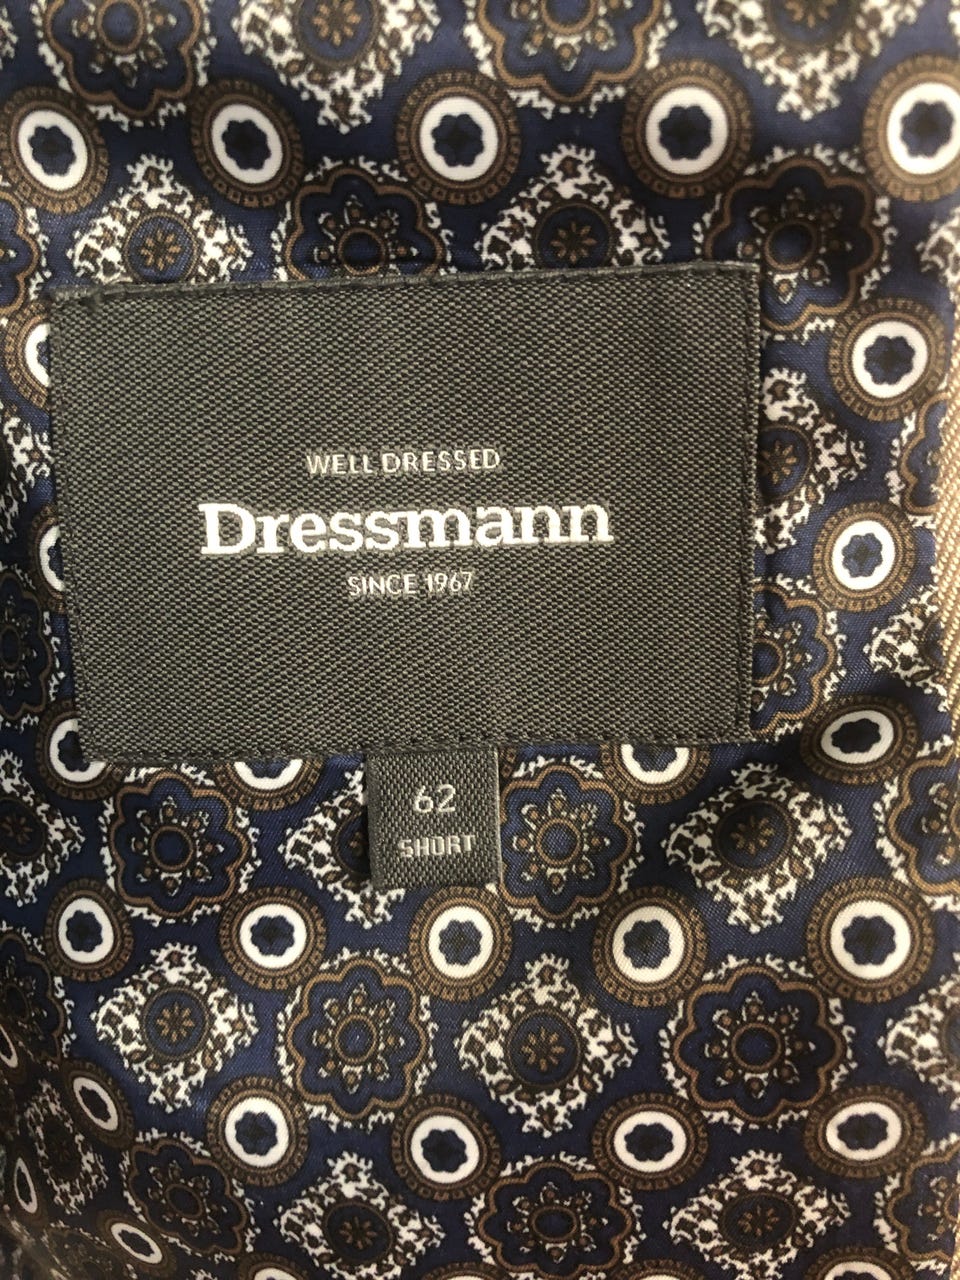 WELL DRESSED
Dressmann
SINCE 1967
62
SHORT